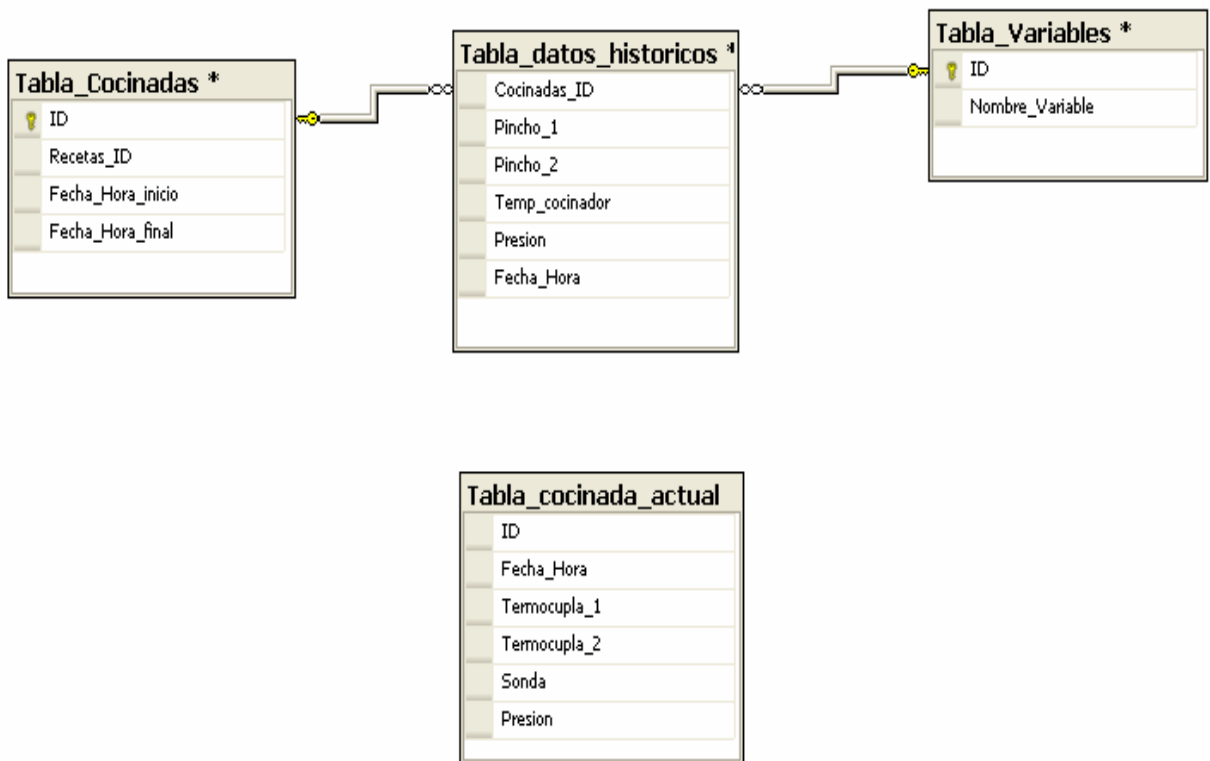 Tabla_Cocinadas *
ID
Recetas_ID
Fecha_Hora_inicio
Fecha_Hora_final
Tabla_datos_historicos *
Cocinadas_ID
Pincho_1
Pincho_2
Temp_cocinador
Presion
Fecha_Hora
Tabla_Variables *
ID
Nombre_Variable
Tabla_cocinada_actual
ID
Fecha_Hora
Termocupla_1
Termocupla_2
Sonda
Presion